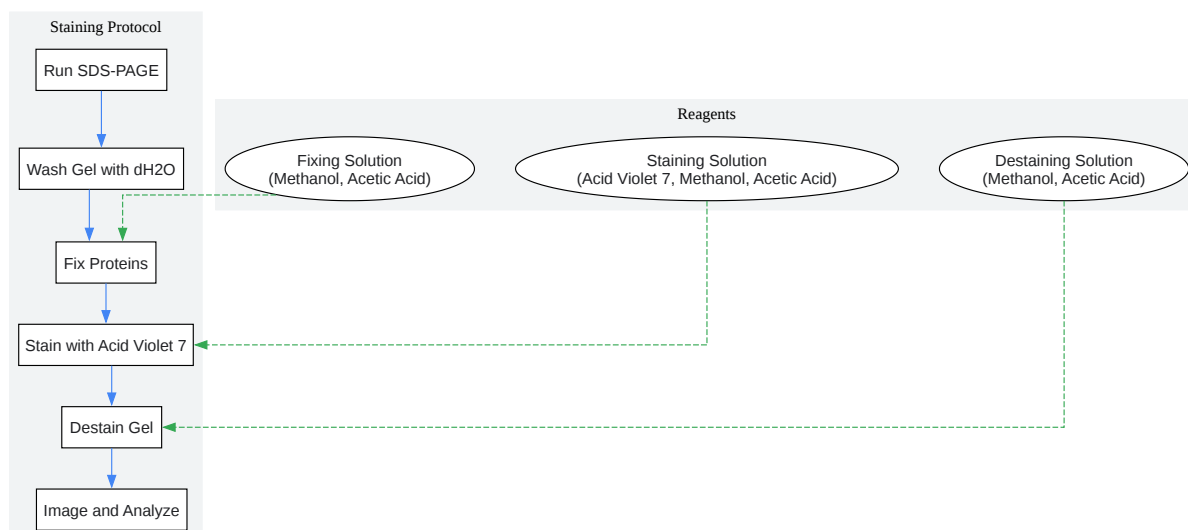 Staining Protocol
Run SDS-PAGE
Wash Gel with dH2O
Fix Proteins
Stain with Acid Violet 7
Destain Gel
Image and Analyze
Reagents
Fixing Solution
(Methanol, Acetic Acid)
Staining Solution
(Acid Violet 7, Methanol, Acetic Acid)
Destaining Solution
(Methanol, Acetic Acid)